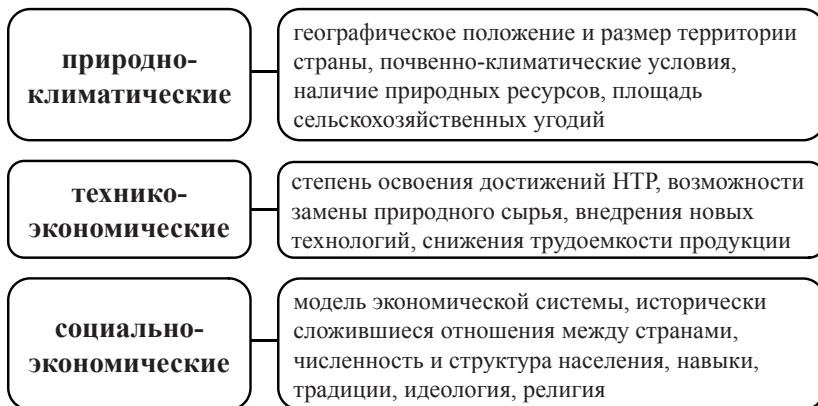 природно-
климатические
географическое положение и размер территории
страны, почвенно-климатические условия,
наличие природных ресурсов, площадь
сельскохозяйственных угодий
технико-
экономические
степень освоения достижений НТР, возможности
замены природного сырья, внедрения новых
технологий, снижения трудоемкости продукции
социально-
экономические
модель экономической системы, исторически
сложившиеся отношения между странами,
численность и структура населения, навыки,
традиции, идеология, религия